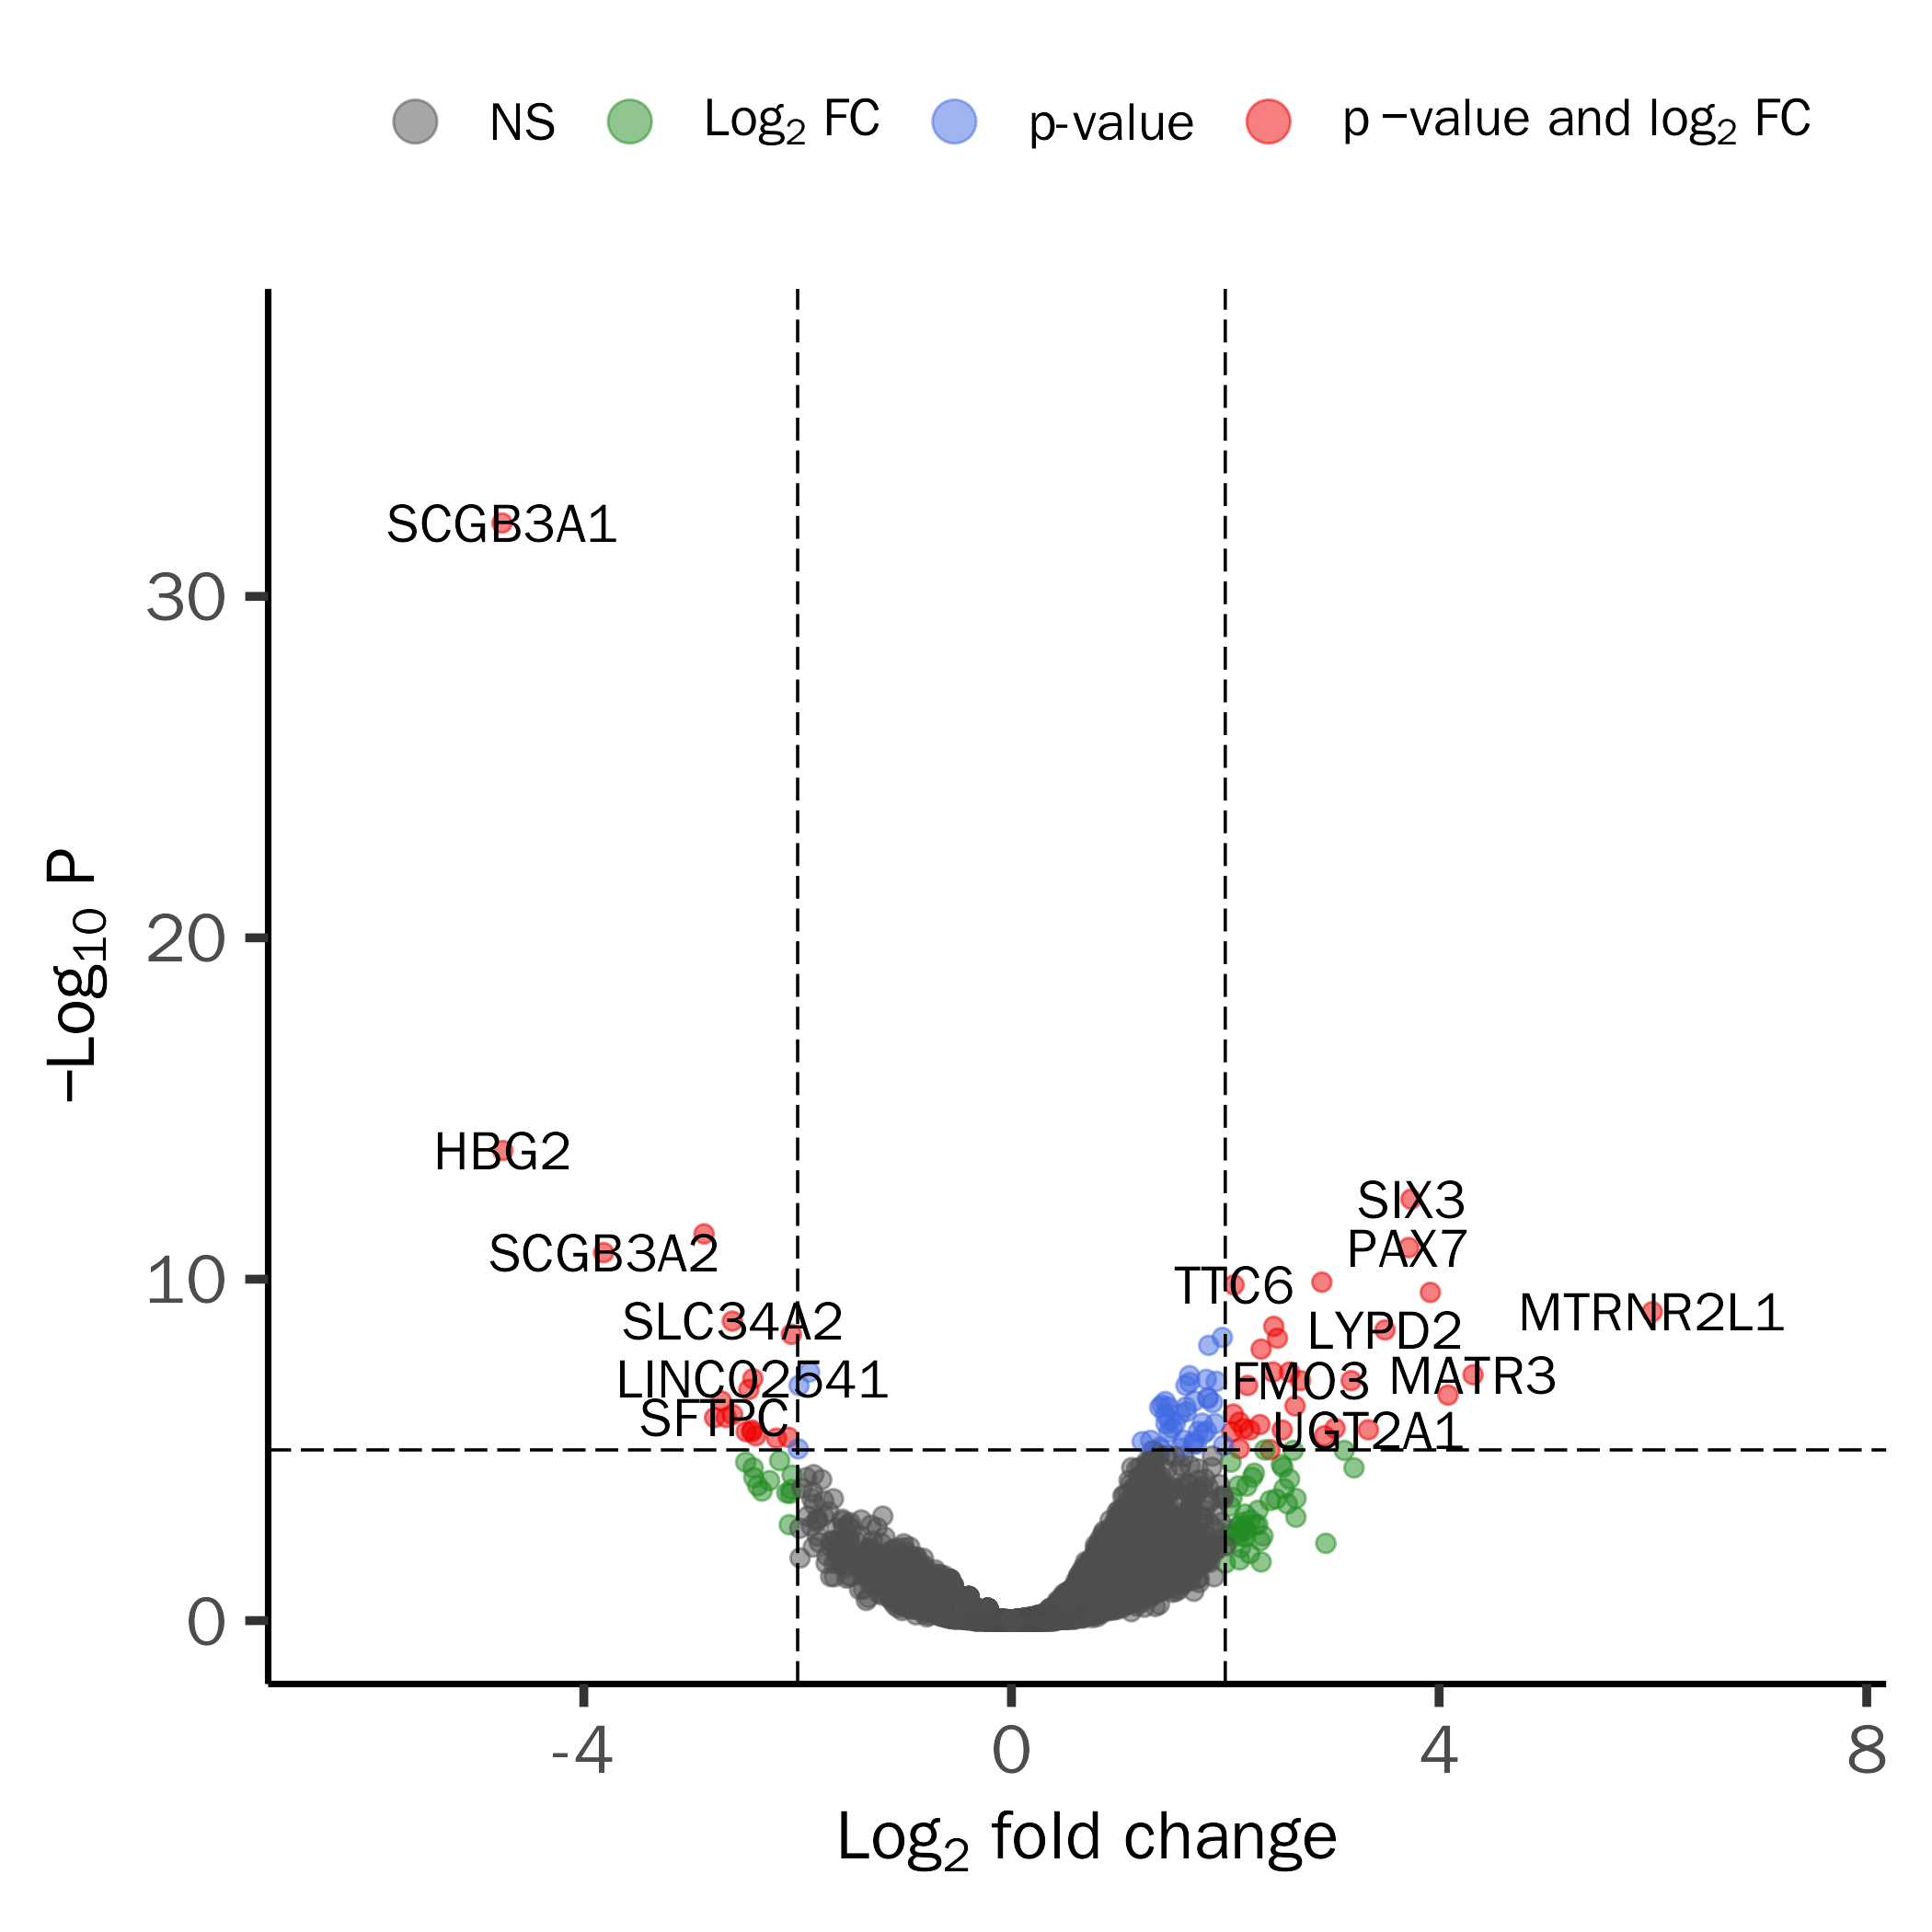 NS Log2 FC p-value p −value and log2 FC
SCGB3A1
30
−Log10 P
20
HBG2
SIX3
SCGB3A2
PAX7
10
TTC6
MTRNR2L1
SLC34A2
LYPD2
LINC02541
FMO3
MATR3
SFTPC
UGT2A1
0
-4 0 4 8
Log2 fold change